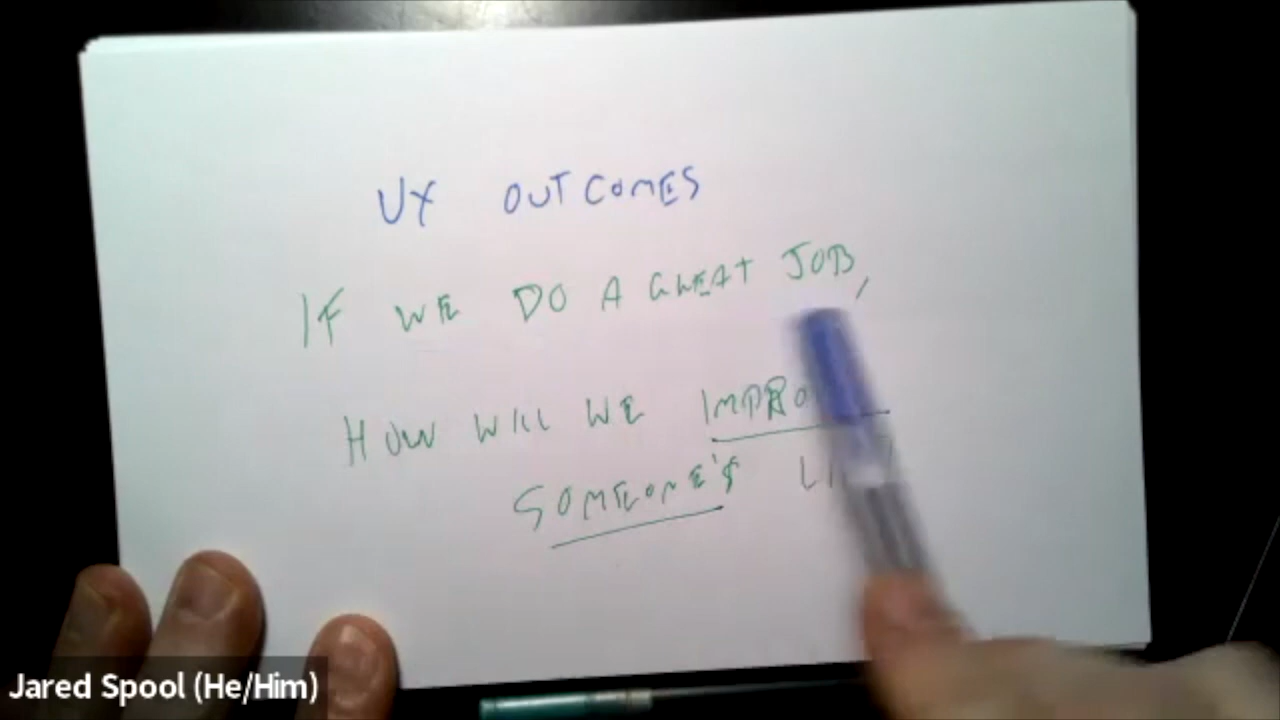 UX OUTCOMES
IF WE DO A GREAT JOB,
HOW WILL WE
SOMEONE'S
Jared Spool (He/Him)